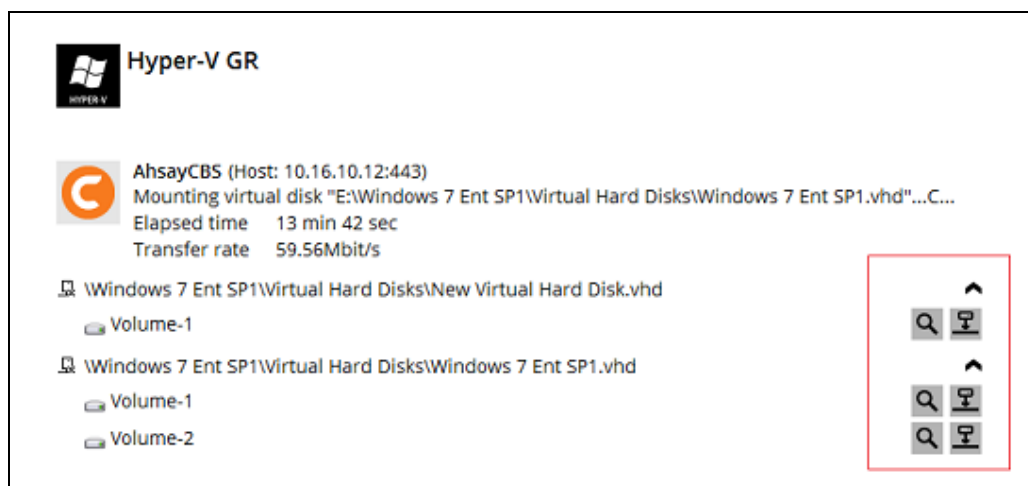 Hyper-V GR
HYPER-V
AhsayCBS (Host: 10.16.10.12:443)
Mounting virtual disk "E:\Windows 7 Ent SP1\Virtual Hard Disks\Windows 7 Ent SP1.vhd"...C...
Elapsed time 13 min 42 sec
Transfer rate 59.56Mbit/s
\Windows 7 Ent SP1\Virtual Hard Disks\New Virtual Hard Disk.vhd
Volume-1
\Windows 7 Ent SP1\Virtual Hard Disks\Windows 7 Ent SP1.vhd
Volume-1
Volume-2